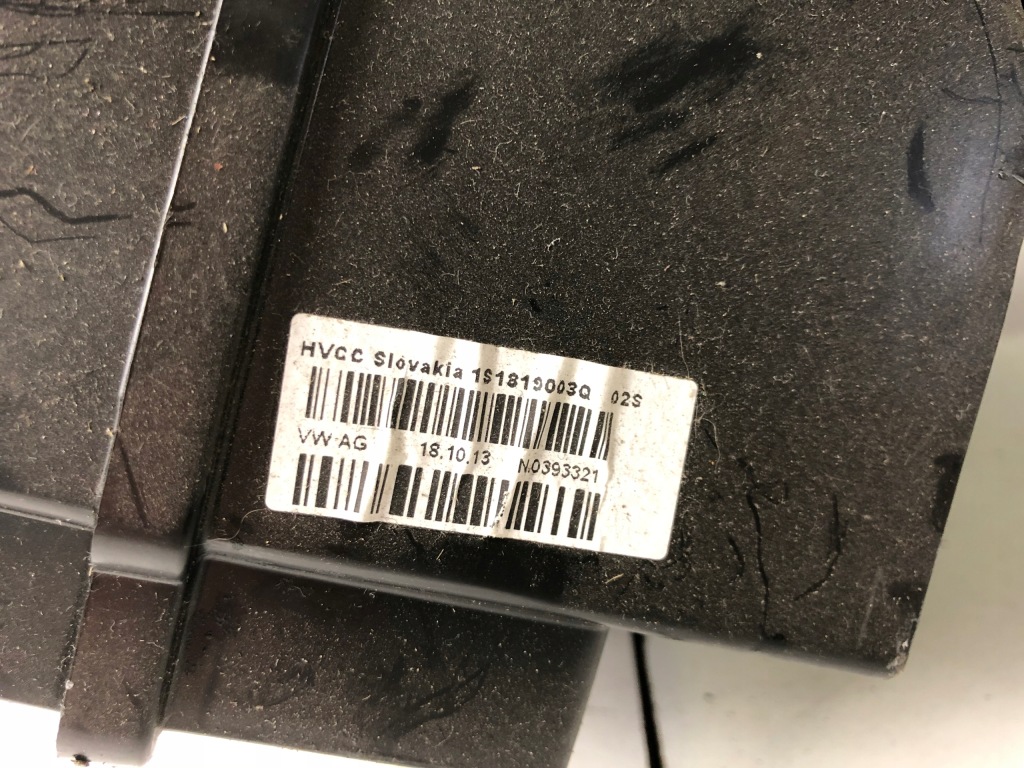 HVCC Slovakia 1S1819003Q 02S
VW-AG 18.10.13 N.0393321